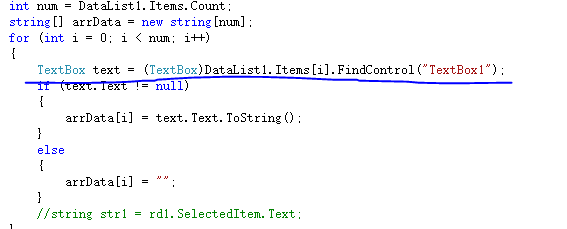 int num = DataList1.Items.Count;
string[] arrData = new string[num];
for (int i = 0; i < num; i++)
{
TextBox text = (TextBox)DataList1.Items[i].FindControl("TextBox1");
if (text.Text != null)
{
arrData[i] = text.Text.ToString();
}
else
{
arrData[i] = "";
}
//string str1 = rd1.SelectedItem.Text;